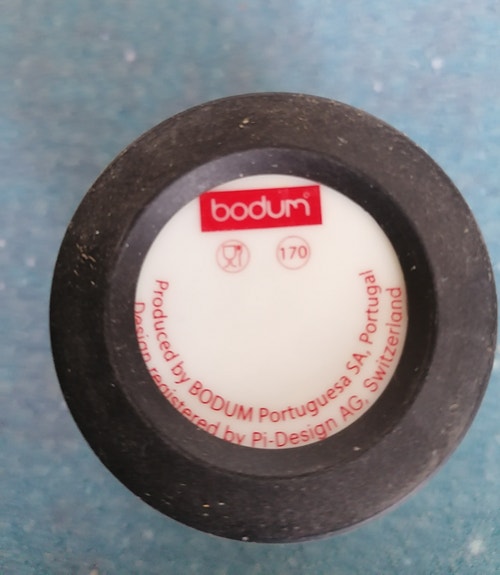 bodum®
170
Produced by BODUM Portuguesa SA, Portugal
Design registered by Pi-Design AG, Switzerland